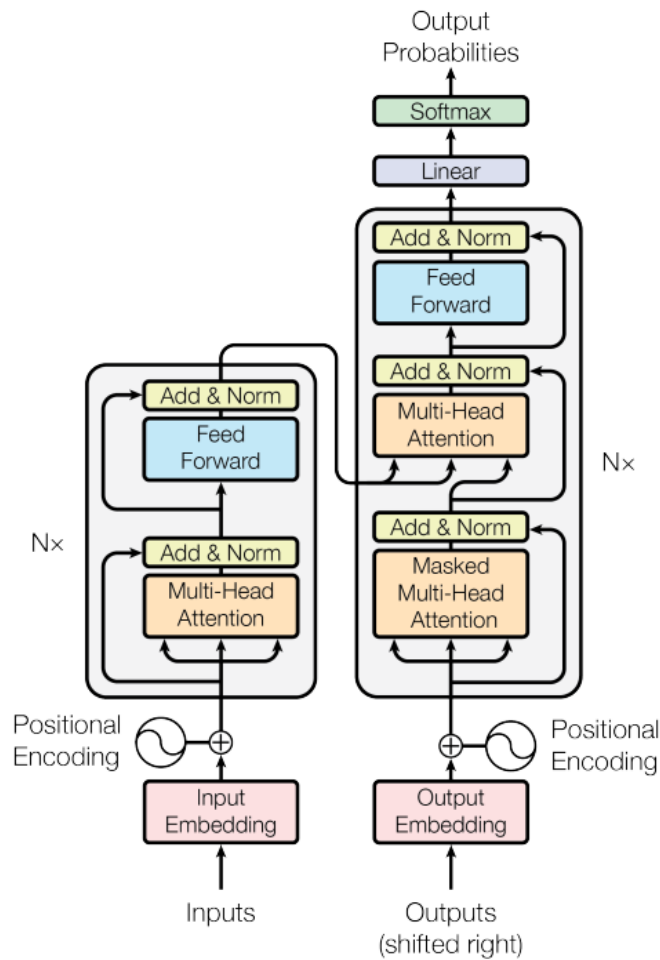 Output
Probabilities
Softmax
Linear
Add & Norm
Feed
Forward
Add & Norm
Multi-Head
Attention
Add & Norm
Masked
Multi-Head
Attention
N×
Add & Norm
Feed
Forward
Add & Norm
Multi-Head
Attention
N×
Positional
Encoding
Positional
Encoding
Input
Embedding
Output
Embedding
Inputs
Outputs
(shifted right)